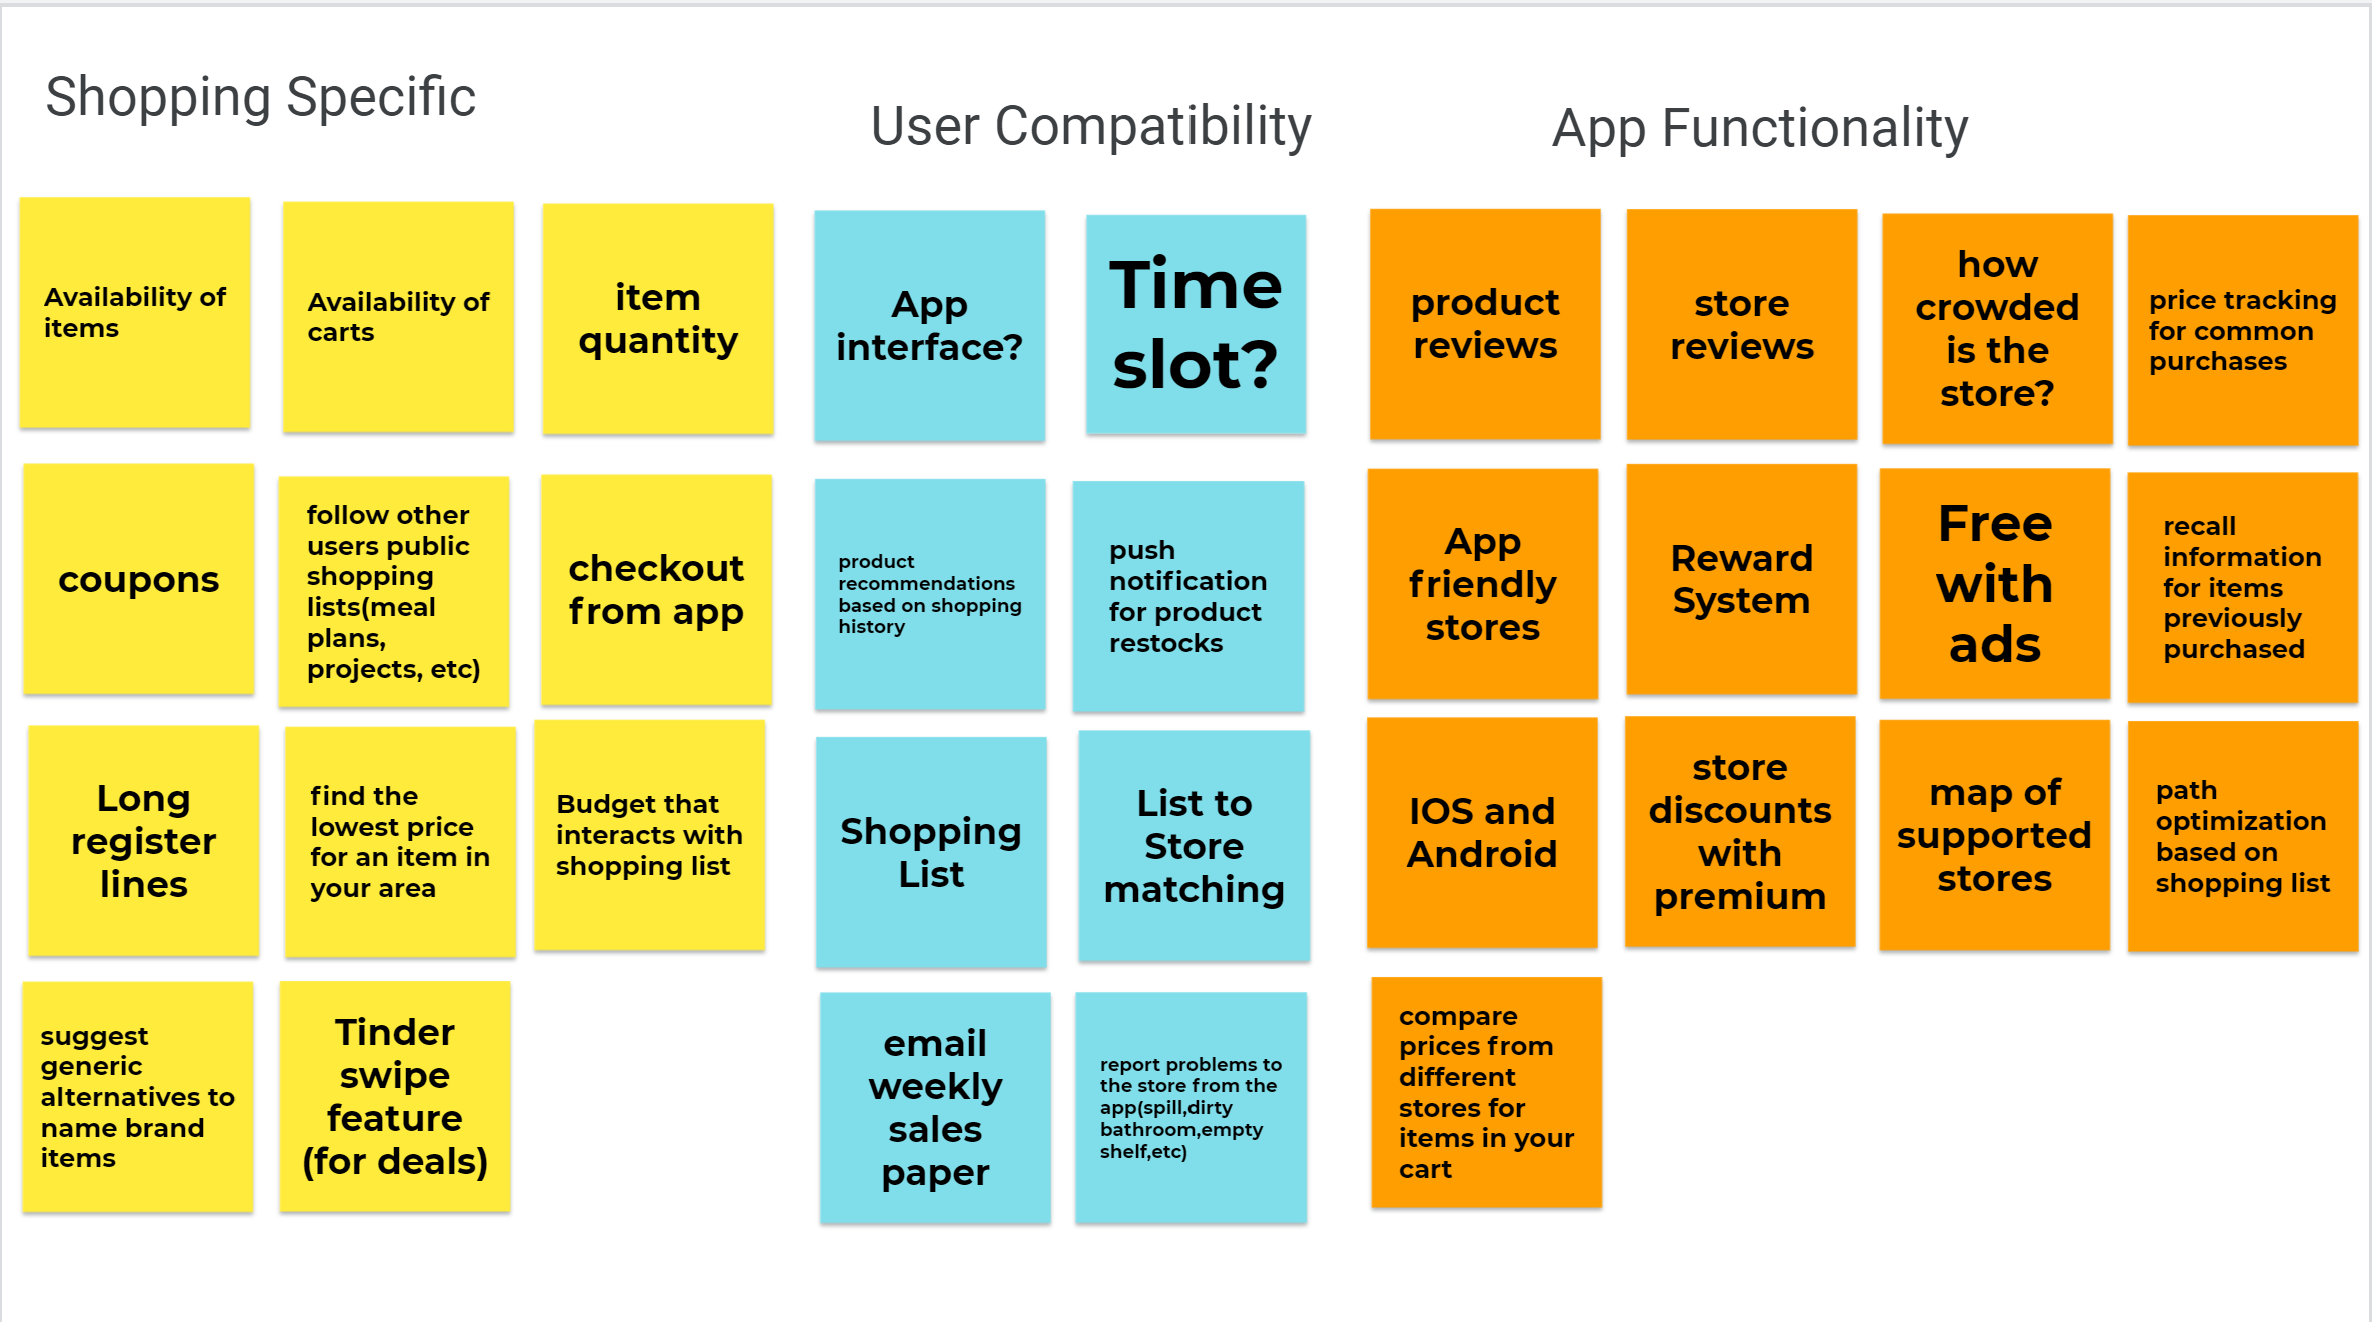 Shopping Specific
User Compatibility
App Functionality
Availability of
items
Availability of
carts
item
quantity
coupons
follow other
users public
shopping
lists(meal
plans,
projects, etc)
checkout
from app
Long
register
lines
find the
lowest price
for an item in
your area
Budget that
interacts with
shopping list
suggest
generic
alternatives to
name brand
items
Tinder
swipe
feature
(for deals)
App
interface?
Time
slot?
product
recommendations
based on shopping
history
push
notification
for product
restocks
Shopping
List
List to
Store
matching
email
weekly
sales
paper
report problems to
the store from the
app(spill,dirty
bathroom,empty
shelf,etc)
product
reviews
store
reviews
how
crowded
is the
store?
price tracking
for common
purchases
App
friendly
stores
Reward
System
Free
with
ads
recall
information
for items
previously
purchased
IOS and
Android
store
discounts
with
premium
map of
supported
stores
path
optimization
based on
shopping list
compare
prices from
different
stores for
items in your
cart